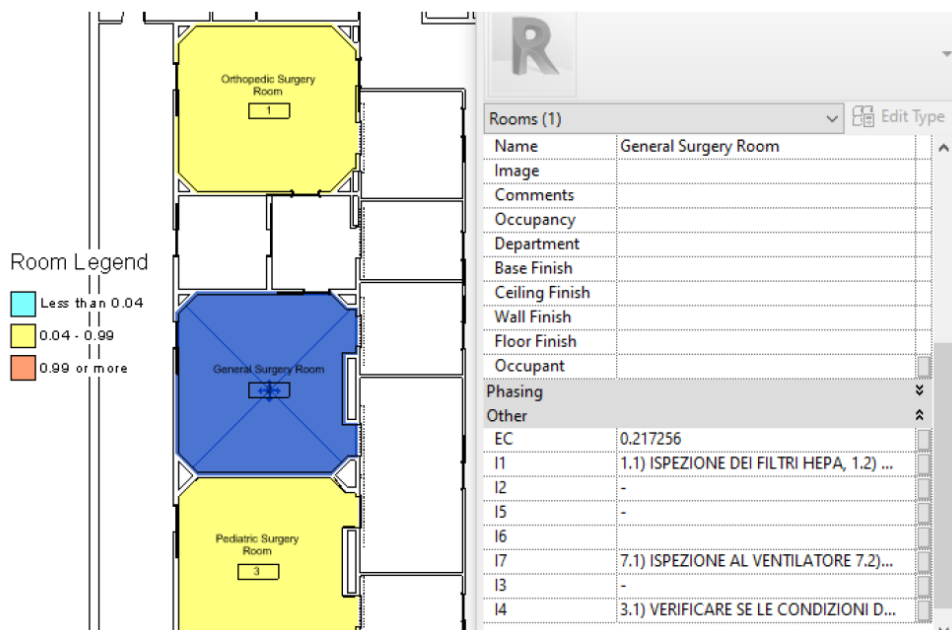 Orthopedic Surgery
Room
1
Room Legend
Less than 0.04
0.04 - 0.99
0.99 or more
General Surgery Room
Pediatric Surgery
Room
3
R
Rooms (1)
Edit Type
Name General Surgery Room
Image
Comments
Occupancy
Department
Base Finish
Ceiling Finish
Wall Finish
Floor Finish
Occupant
Phasing
Other
EC 0.217256
I1 1.1) ISPEZIONE DEI FILTRI HEPA, 1.2) ...
I2 -
I5 -
I6
I7 7.1) ISPEZIONE AL VENTILATORE 7.2)...
I3 -
I4 3.1) VERIFICARE SE LE CONDIZIONI D...